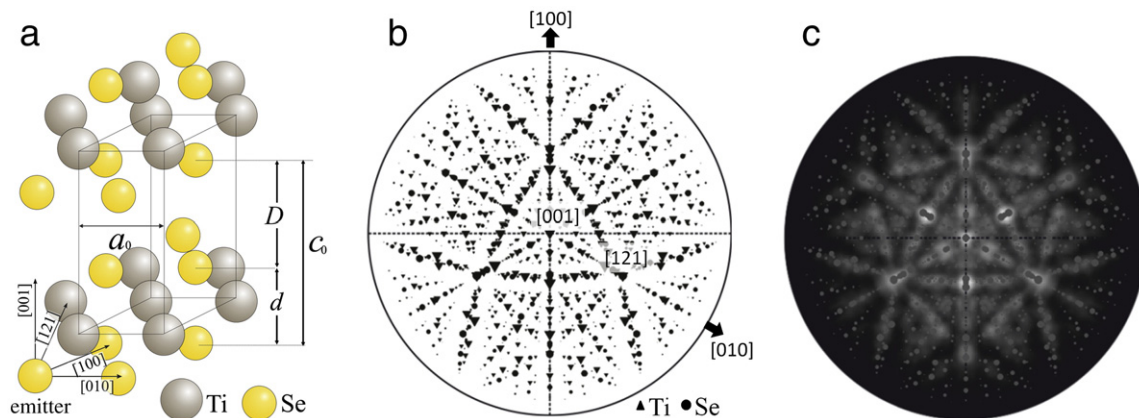 a
D
a₀
c₀
d
[001]
[121]
[100]
[010]
emitter
Ti
Se
b
[100]
[001]
[121]
[010]
Ti
Se
c